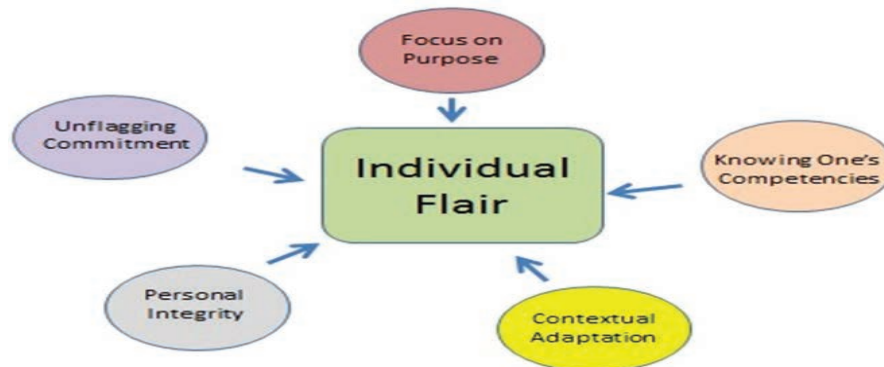 Focus on
Purpose
Unflagging
Commitment
Individual
Flair
Knowing One's
Competencies
Personal
Integrity
Contextual
Adaptation